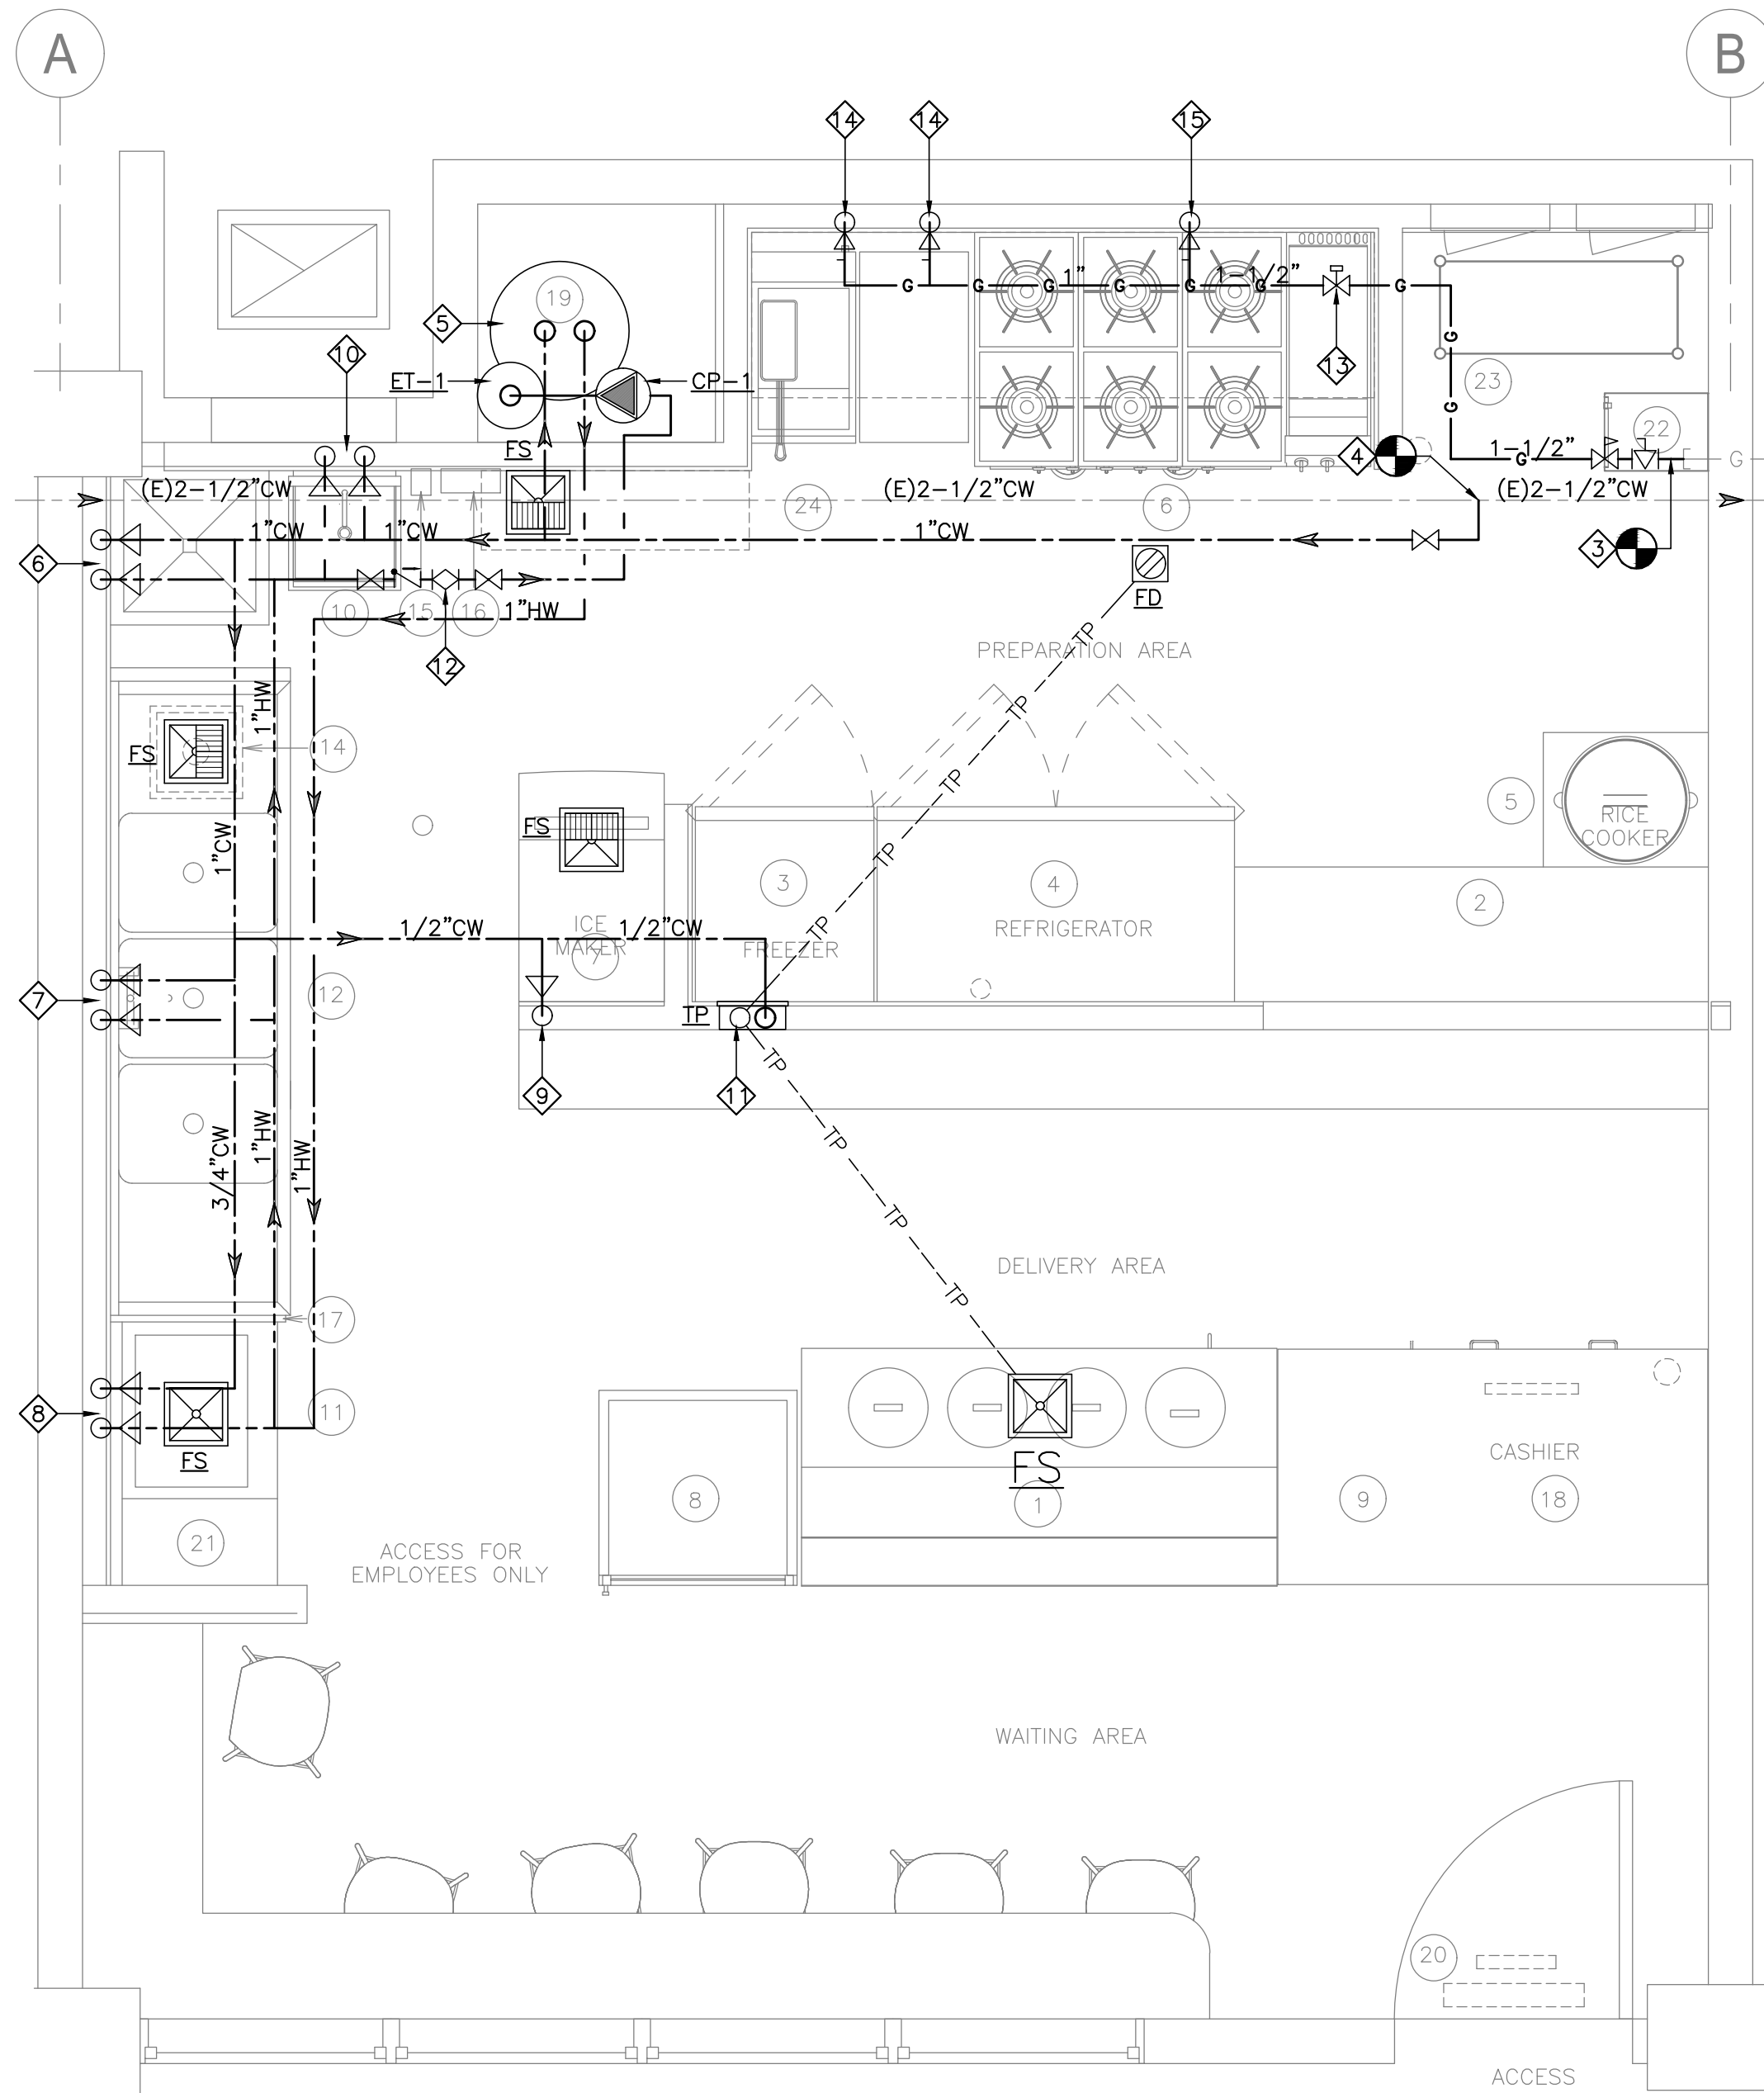 A
B
14
14
15
19
5
10
ET-1
CP-1
G
G
1"
G
G
G
1-1/2"
G
G
G
13
G
23
22
FS
4
1-1/2"
G
G
(E)2-1/2"CW
24
(E)2-1/2"CW
6
(E)2-1/2"CW
1"CW
1"CW
1"CW
6
3
10
15
16
1"HW
FD
12
TP
PREPARATION AREA
1"HW
TP
FS
14
TP
5
RICE
COOKER
FS
1"CW
TP
3
4
2
1/2"CW
ICE
MAKER
7
1/2"CW
TP
FREEZER
REFRIGERATOR
7
12
TP
TP
9
11
3/4"CW
1"HW
1"HW
TP
TP
DELIVERY AREA
TP
17
8
11
FS
FS
1
CASHIER
8
9
18
21
ACCESS FOR
EMPLOYEES ONLY
WAITING AREA
20
ACCESS